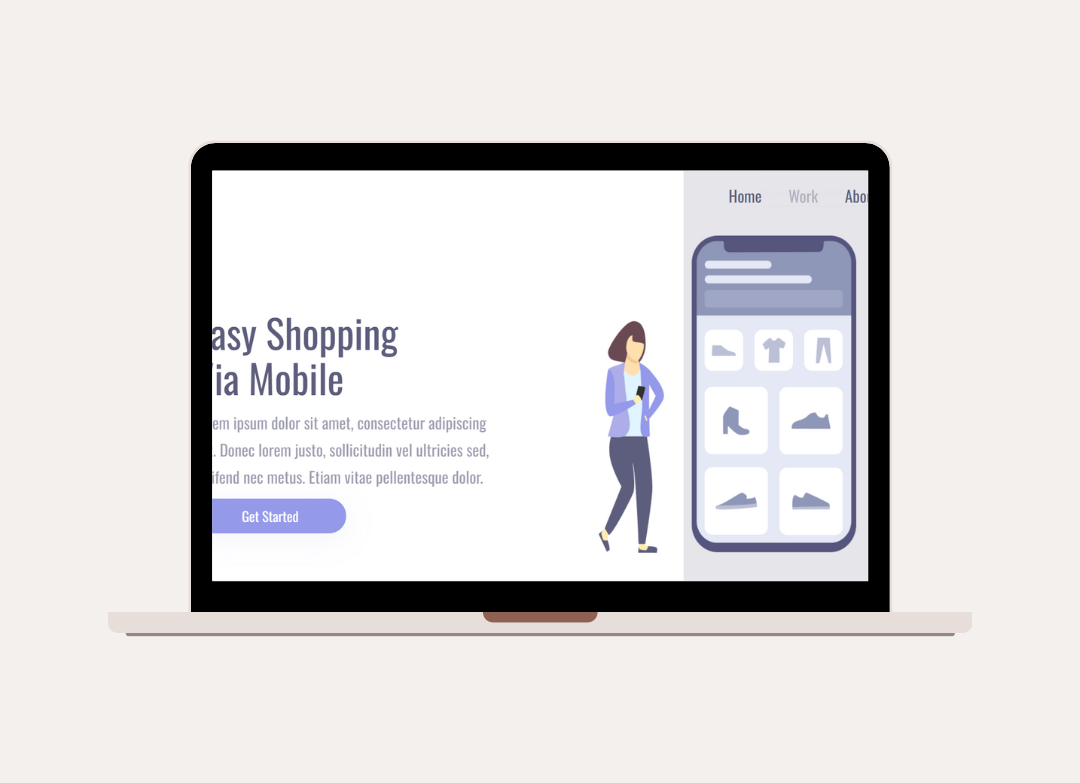 Home Work Abou
asy Shopping
ia Mobile
em ipsum dolor sit amet, consectetur adipiscing
. Donec lorem justo, sollicitudin vel ultricies sed,
ifend nec metus. Etiam vitae pellentesque dolor.
Get Started